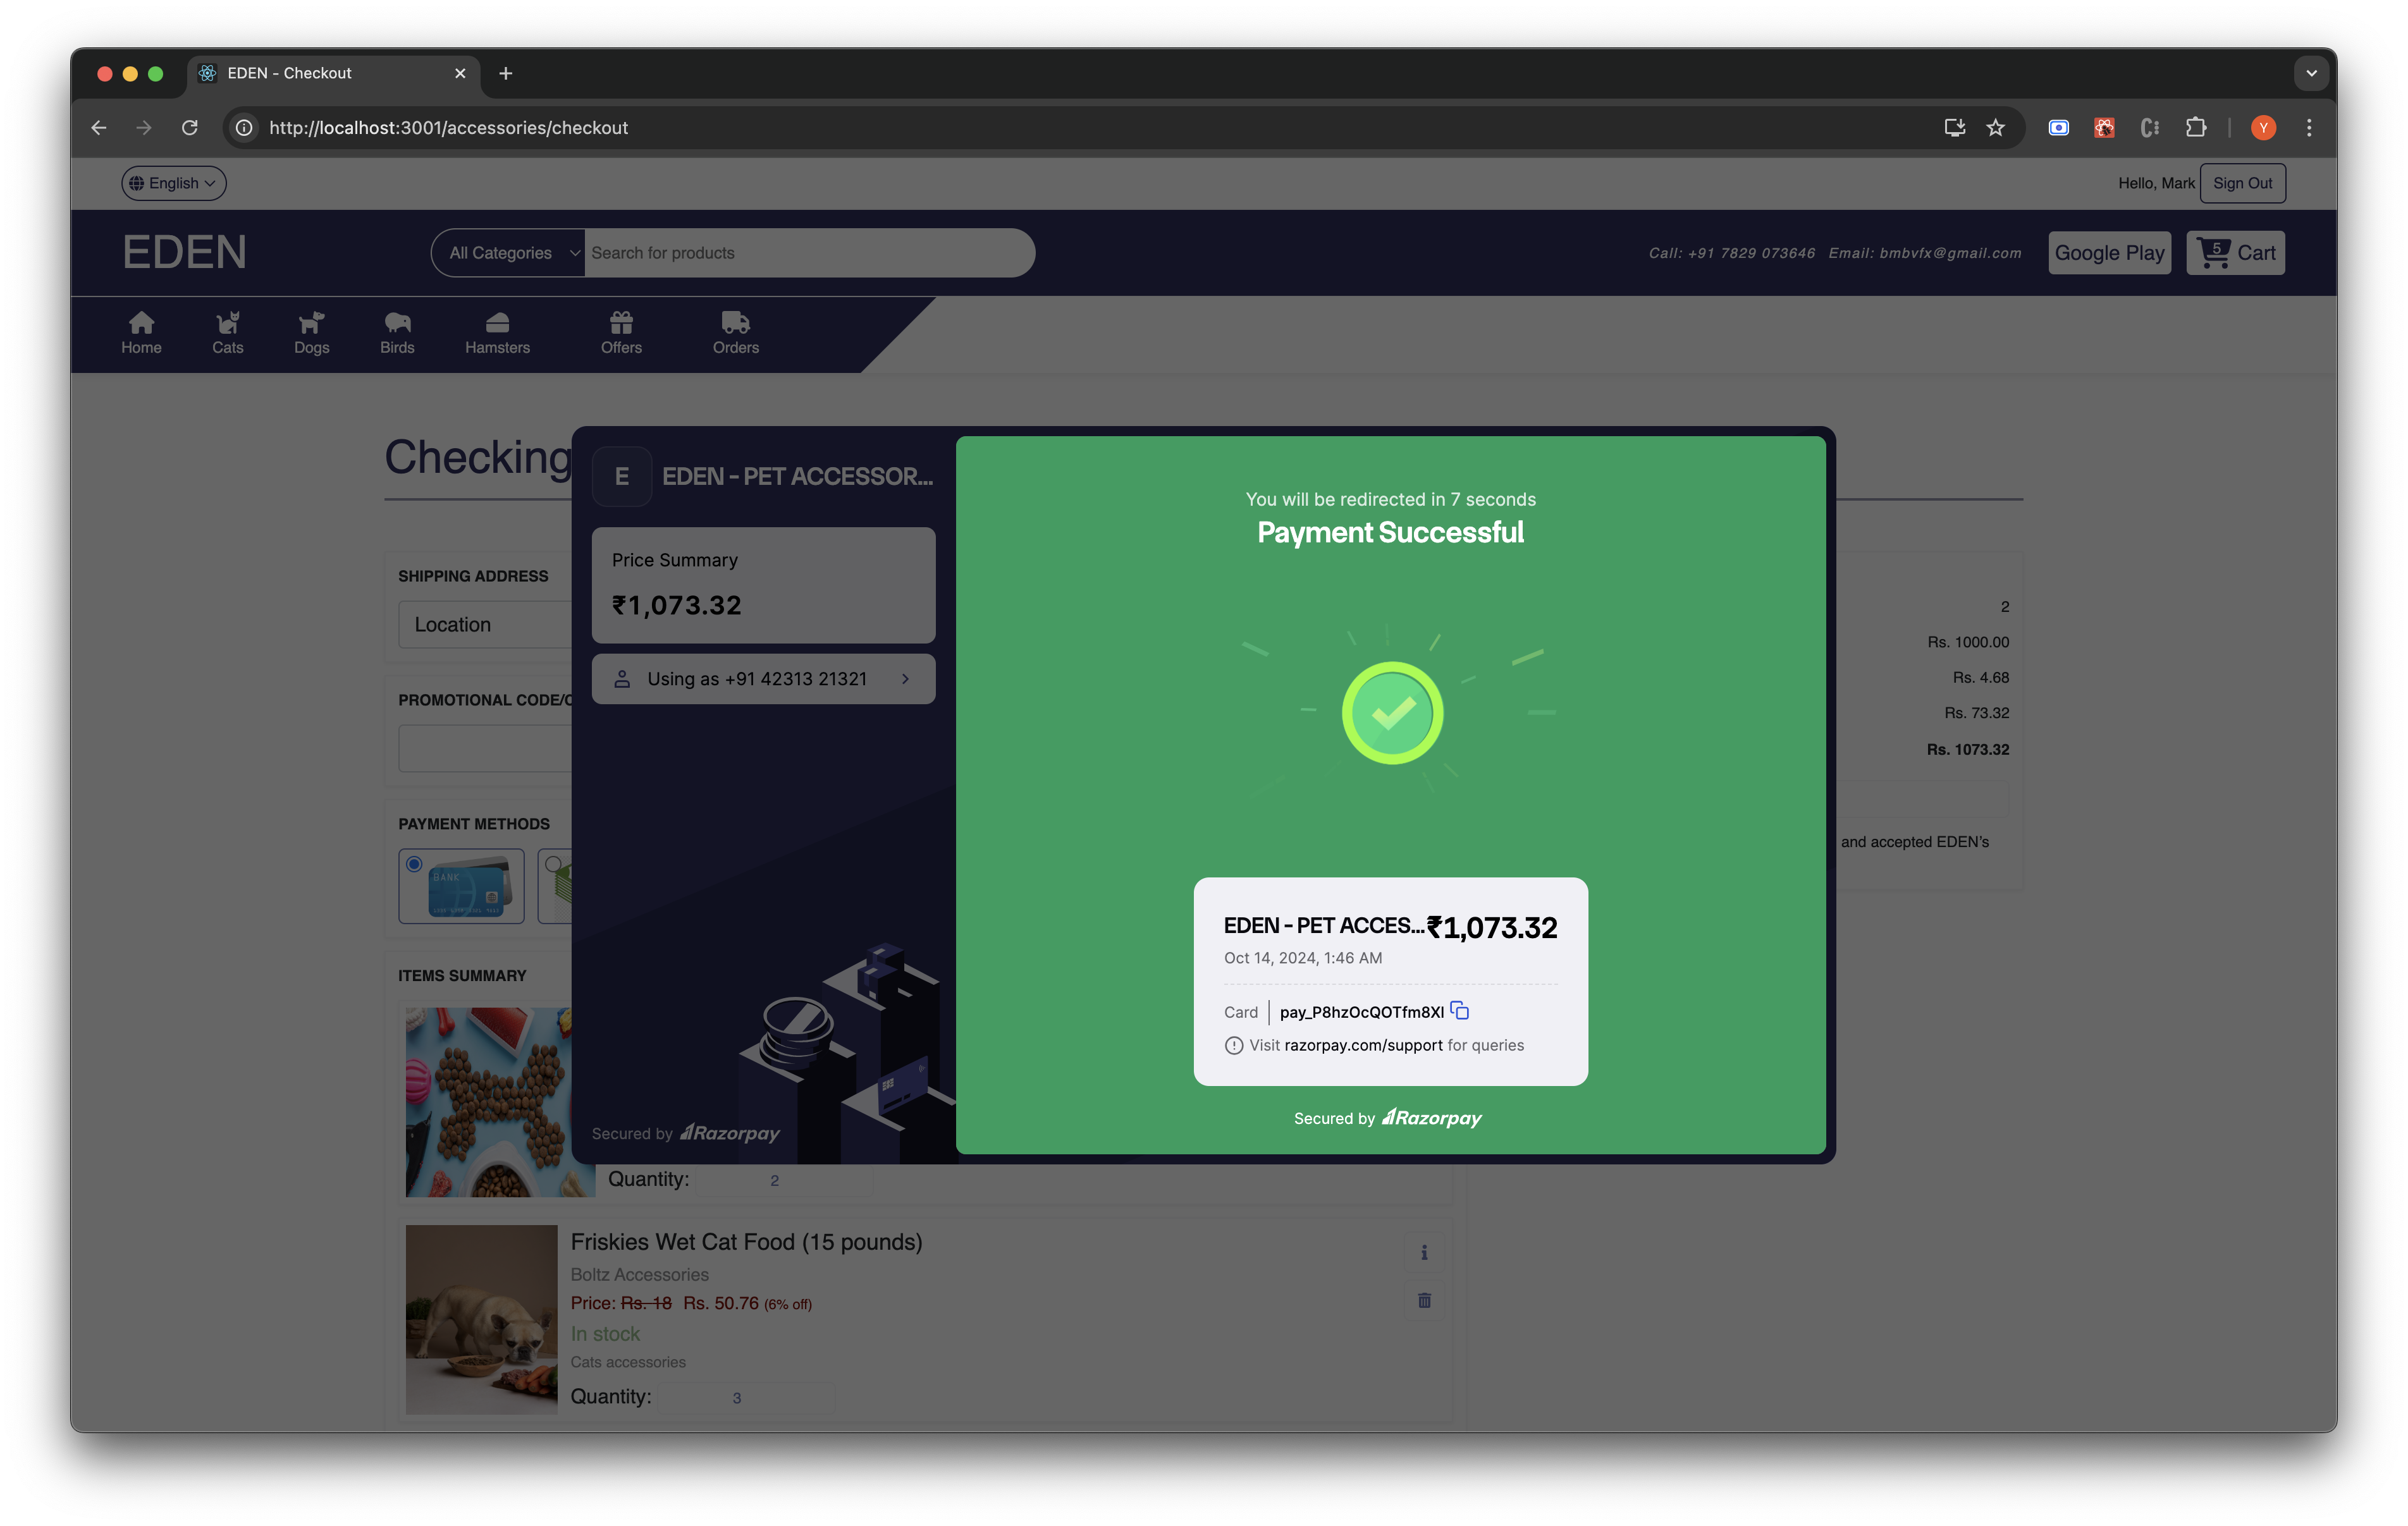 EDEN - Checkout
http://localhost:3001/accessories/checkout
Y
English
Hello, Mark
Sign Out
EDEN
All Categories
Search for products
Call: +91 7829 073646 Email: bmbvfx@gmail.com
Google Play
5
Cart
Home
Cats
Dogs
Birds
Hamsters
Offers
Orders
Checking
SHIPPING ADDRESS
Location
PROMOTIONAL CODE/C
PAYMENT METHODS
BANK
ITEMS SUMMARY
E
EDEN - PET ACCESSOR...
Price Summary
₹1,073.32
Using as +91 42313 21321
Secured by Razorpay
You will be redirected in 7 seconds
Payment Successful
EDEN - PET ACCES...
₹1,073.32
Oct 14, 2024, 1:46 AM
Card
pay_P8hzOcQOTfm8Xl
Visit razorpay.com/support for queries
Secured by Razorpay
2
Rs. 1000.00
Rs. 4.68
Rs. 73.32
Rs. 1073.32
and accepted EDEN's
Quantity: 2
Friskies Wet Cat Food (15 pounds)
Boltz Accessories
Price: Rs. 18 Rs. 50.76 (6% off)
In stock
Cats accessories
Quantity: 3